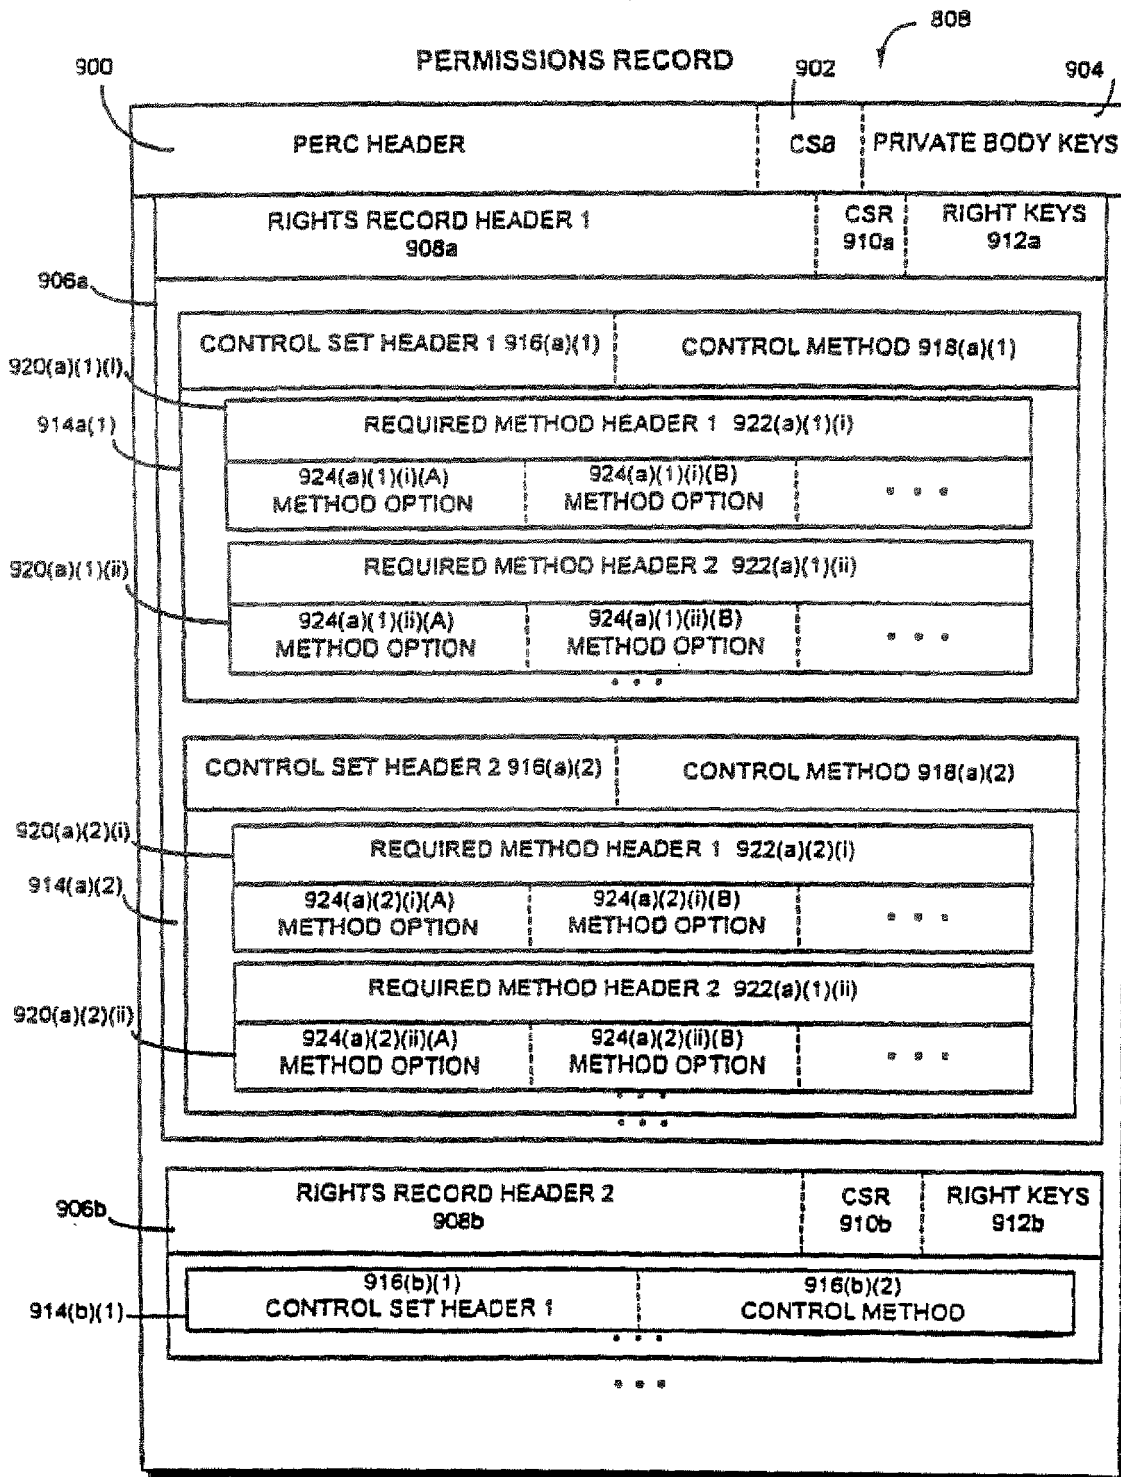 808
PERMISSIONS RECORD
900
902
904
PERC HEADER
CS0
PRIVATE BODY KEYS
RIGHTS RECORD HEADER 1
908a
CSR
910a
RIGHT KEYS
912a
906a
CONTROL SET HEADER 1 916(a)(1)
CONTROL METHOD 918(a)(1)
920(a)(1)(i)
914a(1)
REQUIRED METHOD HEADER 1 922(a)(1)(i)
924(a)(1)(i)(A)
METHOD OPTION
924(a)(1)(i)(B)
METHOD OPTION
• • •
920(a)(1)(ii)
REQUIRED METHOD HEADER 2 922(a)(1)(ii)
924(a)(1)(ii)(A)
METHOD OPTION
924(a)(1)(ii)(B)
METHOD OPTION
• • •
• • •
CONTROL SET HEADER 2 916(a)(2)
CONTROL METHOD 918(a)(2)
920(a)(2)(i)
914(a)(2)
REQUIRED METHOD HEADER 1 922(a)(2)(i)
924(a)(2)(i)(A)
METHOD OPTION
924(a)(2)(i)(B)
METHOD OPTION
• • •
920(a)(2)(ii)
REQUIRED METHOD HEADER 2 922(a)(1)(ii)
924(a)(2)(ii)(A)
METHOD OPTION
924(a)(2)(ii)(B)
METHOD OPTION
• • •
• • •
• • •
906b
RIGHTS RECORD HEADER 2
908b
CSR
910b
RIGHT KEYS
912b
914(b)(1)
916(b)(1)
CONTROL SET HEADER 1
916(b)(2)
CONTROL METHOD
• • •
• • •